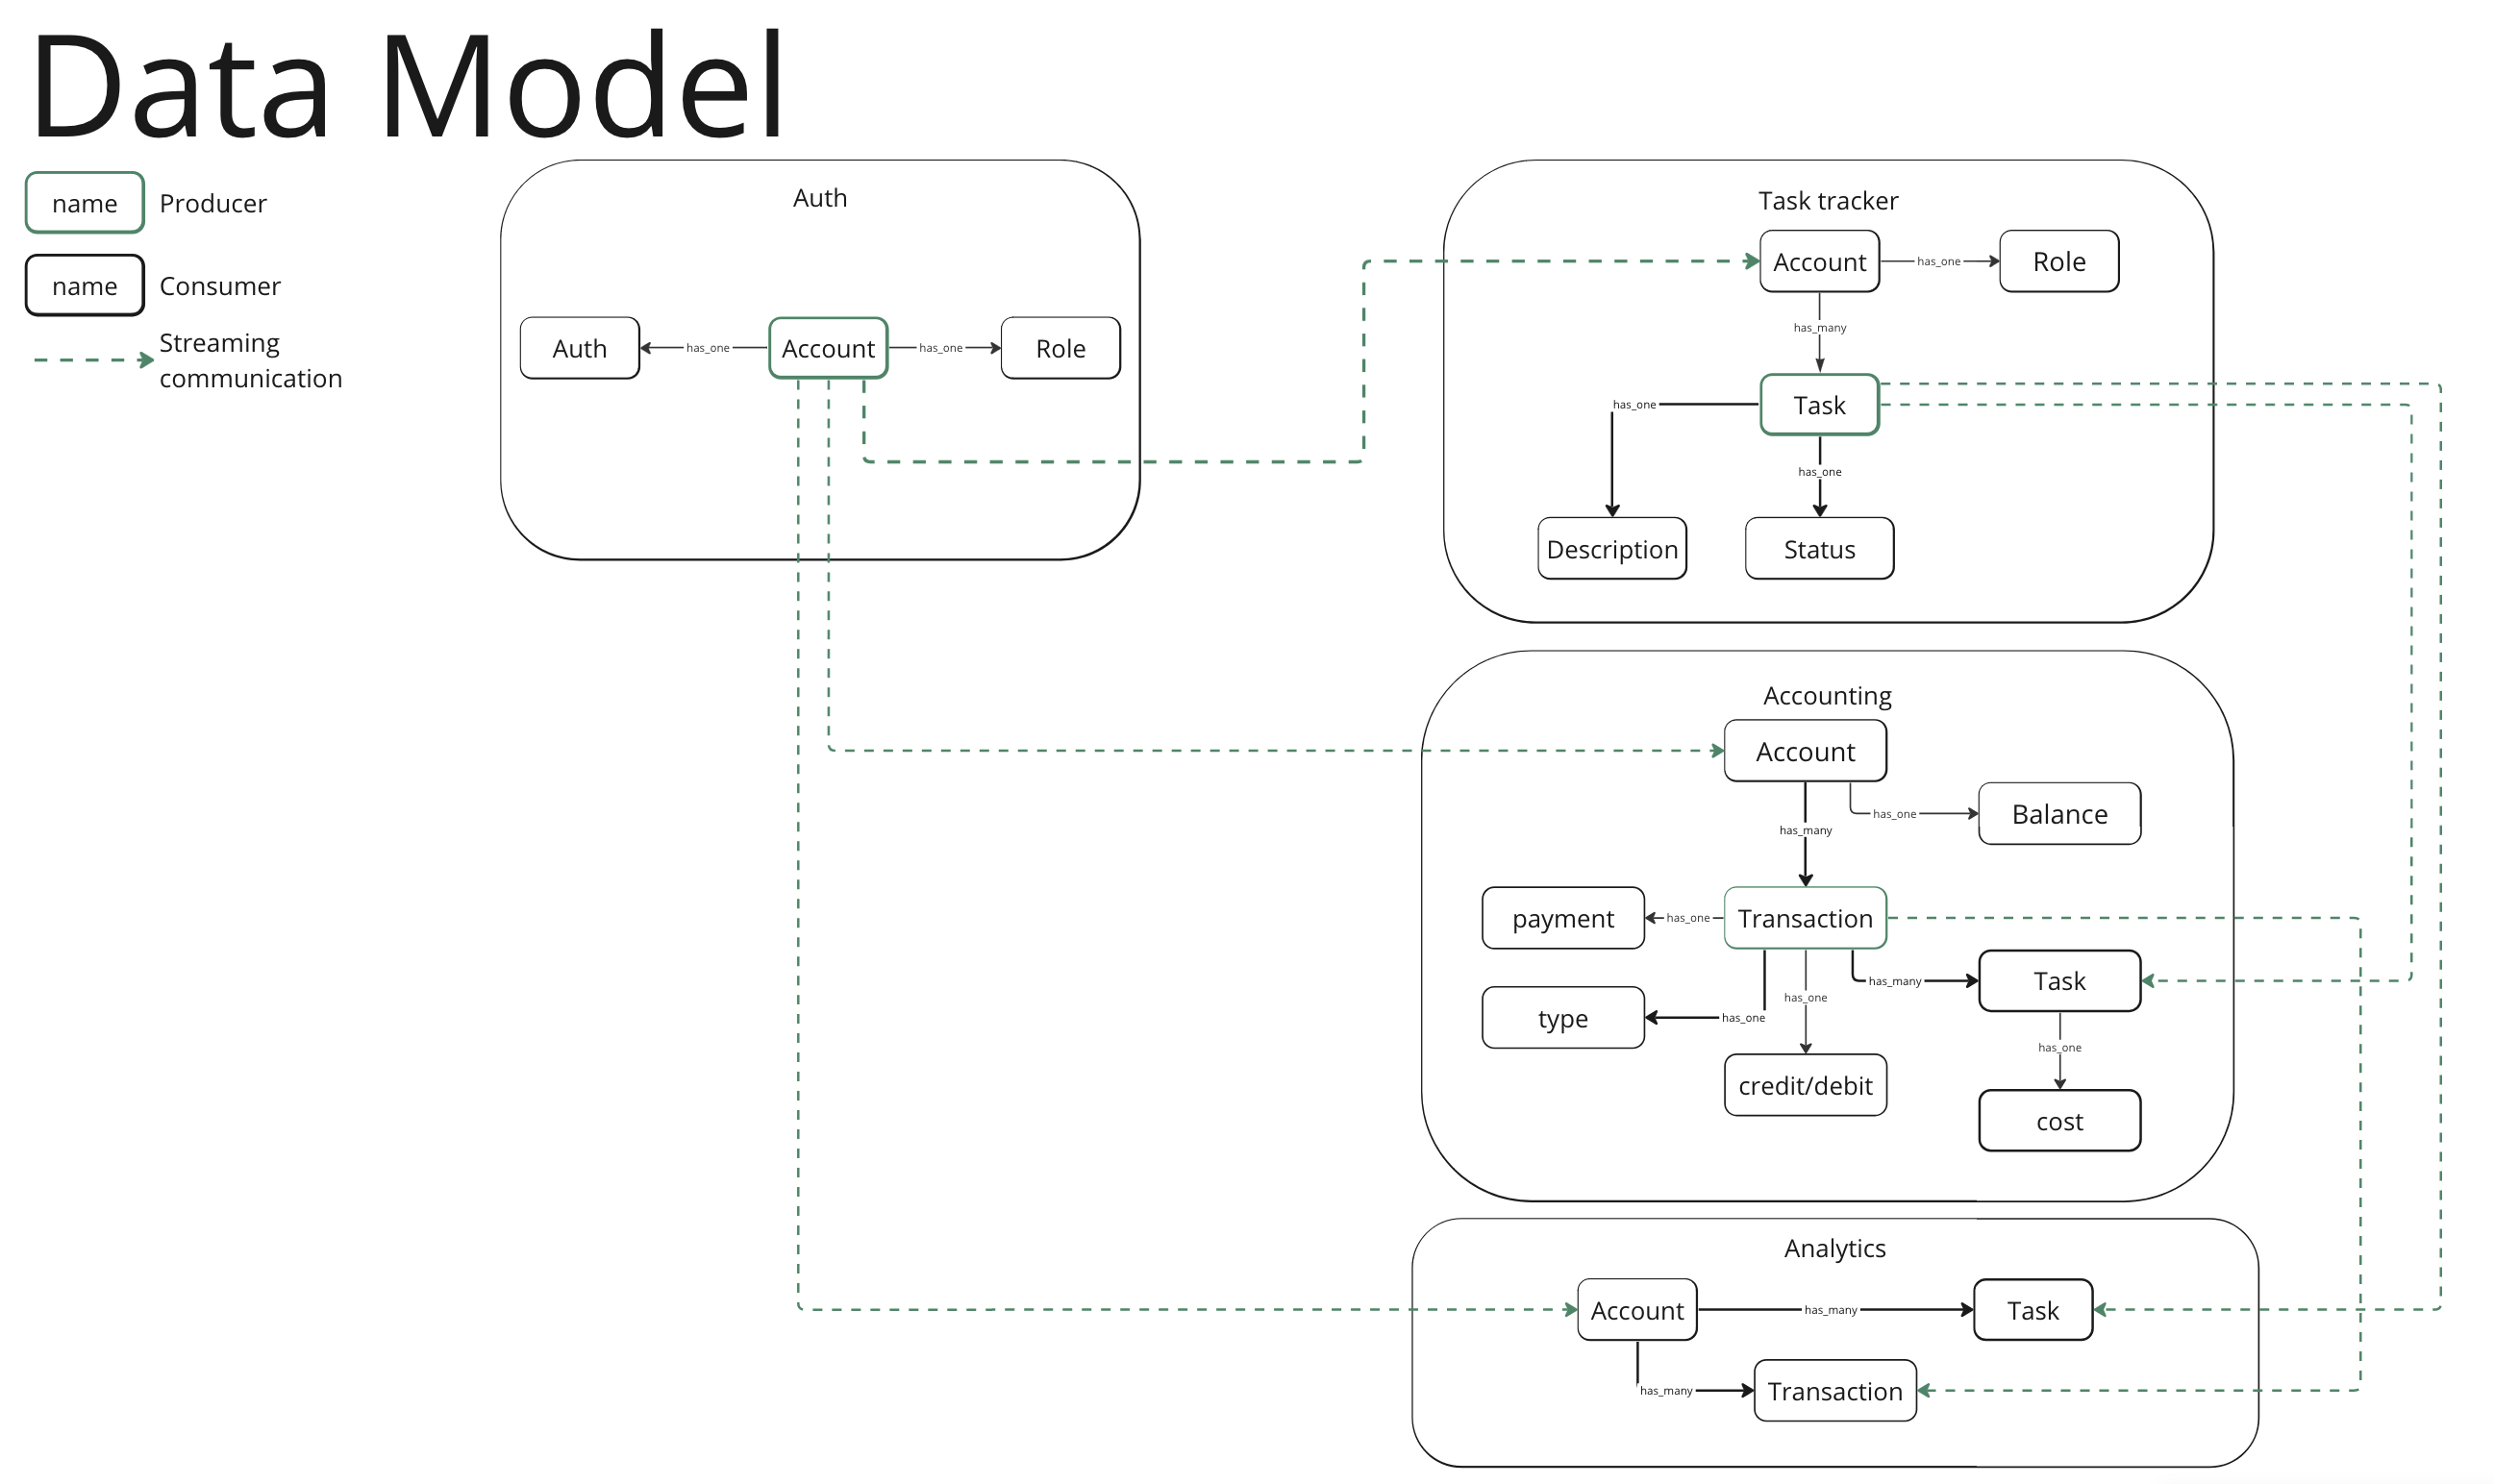 Data Model
name
Producer
name
Consumer
Streaming
communication
Auth
Auth
has_one
Account
has_one
Role
Task tracker
Account
has_one
Role
has_many
Task
has_one
has_one
Description
Status
Accounting
Account
has_one
Balance
has_many
payment
has_one
Transaction
has_many
Task
type
has_one
has_one
has_one
credit/debit
cost
Analytics
Account
has_many
Task
has_many
Transaction